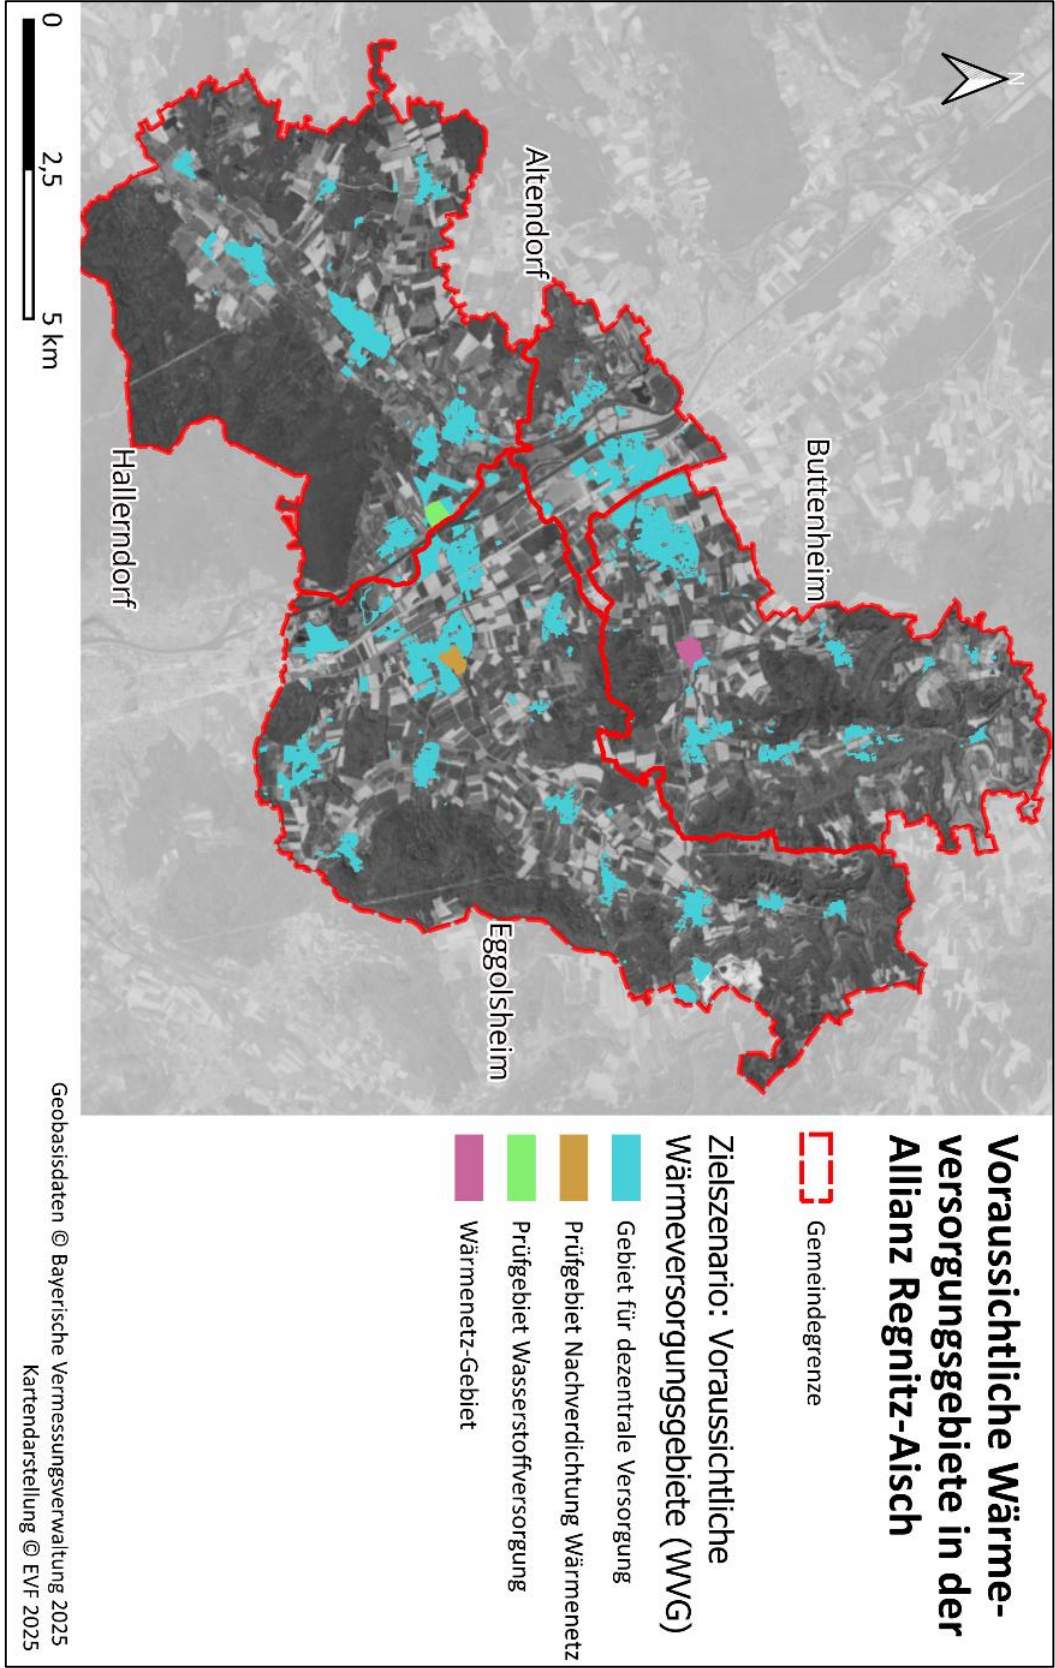 Voraussichtliche Wärme-
versorgungsgebiete in der
Allianz Regnitz-Aisch
Gemeindegrenze
Zielszenario: Voraussichtliche
Wärmeversorgungsgebiete (WVG)
Gebiet für dezentrale Versorgung
Prüfgebiet Nachverdichtung Wärmenetz
Prüfgebiet Wasserstoffversorgung
Wärmenetz-Gebiet
N
Buttenheim
Altendorf
Eggolsheim
Hallerndorf
0 2,5 5 km
Geobasisdaten © Bayerische Vermessungsverwaltung 2025
Kartendarstellung © EVF 2025